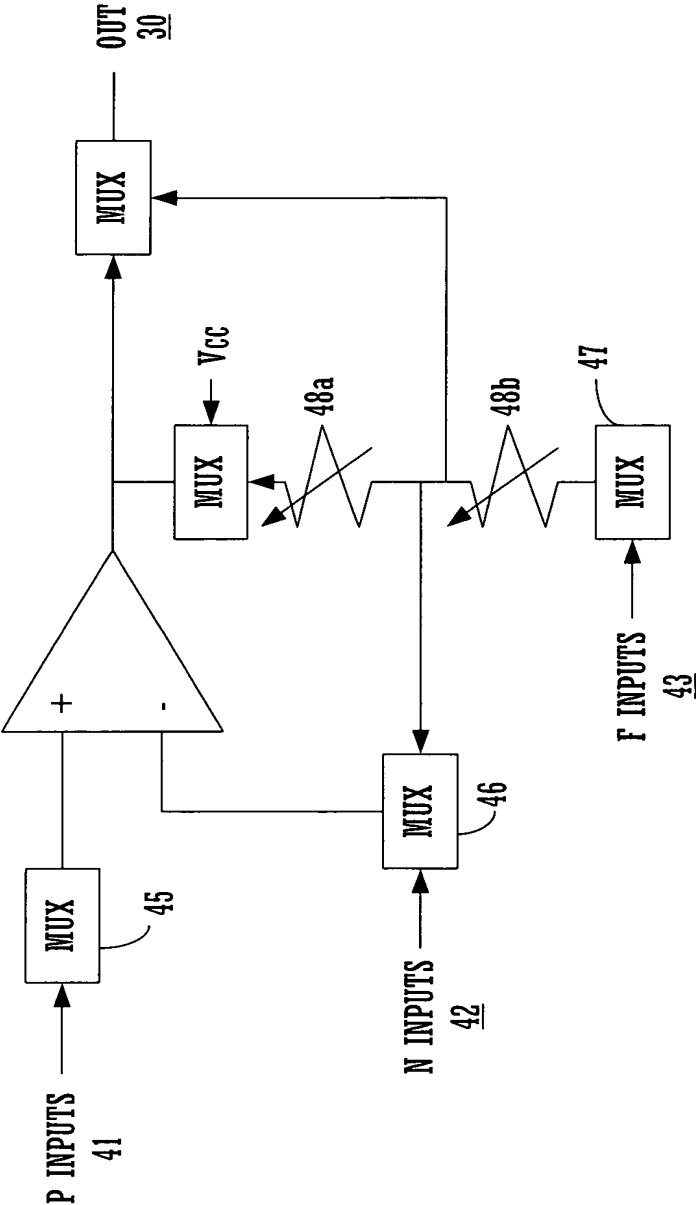 P INPUTS
41
MUX
45
+
-
N INPUTS
42
MUX
46
MUX
Vcc
48a
48b
F INPUTS
43
MUX
47
MUX
OUT
30